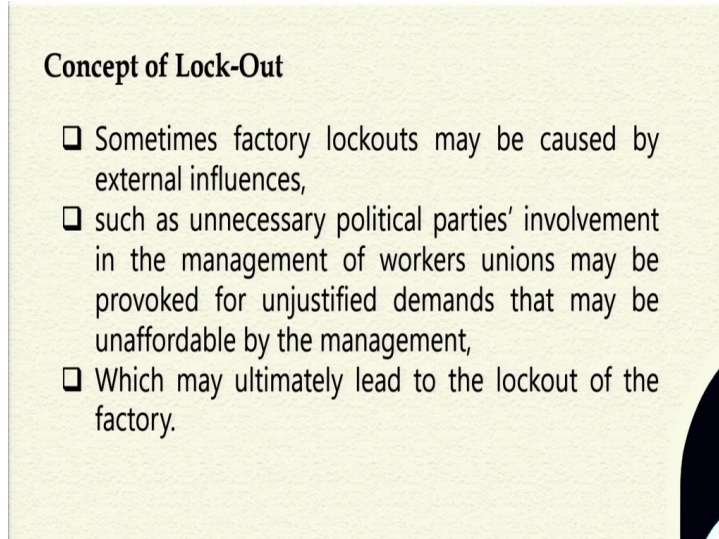 Concept of Lock-Out
❑ Sometimes factory lockouts may be caused by
external influences,
❑ such as unnecessary political parties’ involvement
in the management of workers unions may be
provoked for unjustified demands that may be
unaffordable by the management,
❑ Which may ultimately lead to the lockout of the
factory.